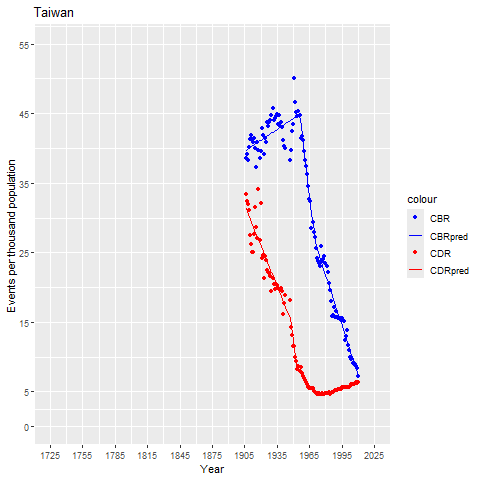 Taiwan
Events per thousand population
55
45
35
25
15
5
0
1725 1755 1785 1815 1845 1875 1905 1935 1965 1995 2025
Year
colour
CBR
CBRpred
CDR
CDRpred